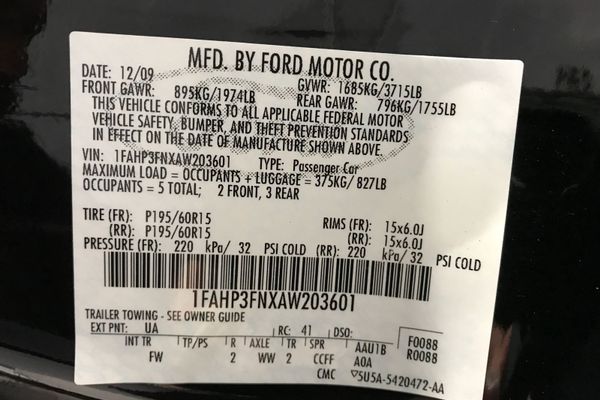 MFD. BY FORD MOTOR CO.
DATE: 12/09 GVWR: 1685KG/3715LB
FRONT GAWR: 895KG/1974LB REAR GAWR: 796KG/1755LB
THIS VEHICLE CONFORMS TO ALL APPLICABLE FEDERAL MOTOR
VEHICLE SAFETY, BUMPER, AND THEFT PREVENTION STANDARDS
IN EFFECT ON THE DATE OF MANUFACTURE SHOWN ABOVE.
VIN: 1FAHP3FNXAW203601 TYPE: Passenger Car
MAXIMUM LOAD = OCCUPANTS + LUGGAGE = 375KG/ 827LB
OCCUPANTS = 5 TOTAL; 2 FRONT, 3 REAR
TIRE (FR): P195/60R15 RIMS (FR): 15x6.0J
(RR): P195/60R15 (RR): 15x6.0J
PRESSURE (FR): 220 kPa/ 32 PSI COLD (RR): 220 kPa/ 32 PSI COLD
1FAHP3FNXAW203601
TRAILER TOWING - SEE OWNER GUIDE
EXT PNT: UA RC: 41 DSO: F0088
INT TR TP/PS R AXLE TR SPR AAU1B R0088
FW 2 WW 2 CCFF A0A
CMC 5U5A-5420472-AA